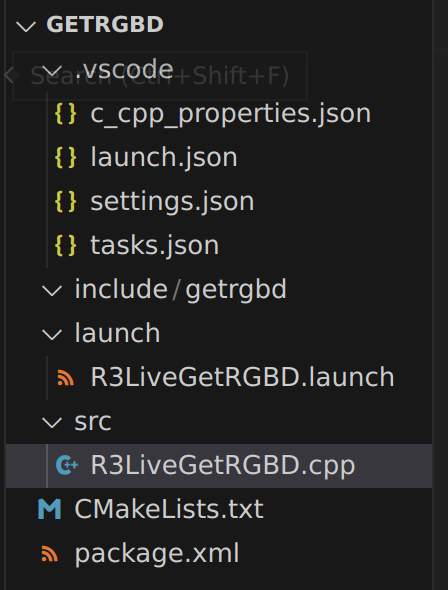 GETRGBD
.vscode
Search (Ctrl+Shift+F)
{} c_cpp_properties.json
{} launch.json
{} settings.json
{} tasks.json
include/getrgbd
launch
R3LiveGetRGBD.launch
src
R3LiveGetRGBD.cpp
CMakeLists.txt
package.xml